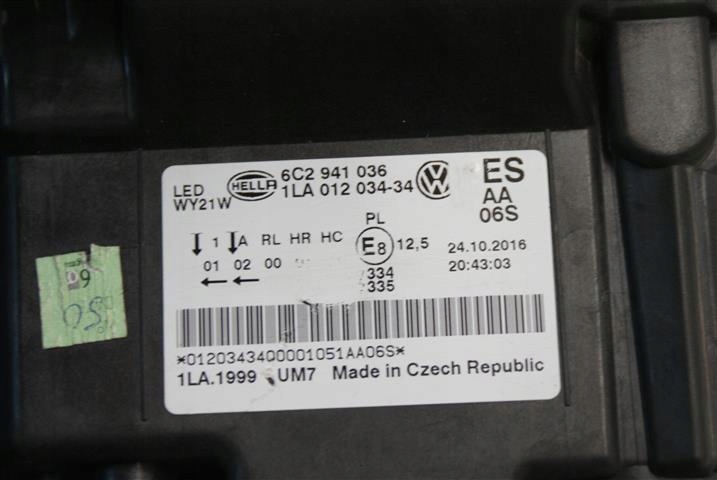 LED
WY21W
HELLA
6C2 941 036
1LA 012 034-34
VW
ES
AA
06S
1 A RL HR HC
01 02 00
PL
E8
12,5
334
335
24.10.2016
20:43:03
*0120343400001051AA06S*
1LA.1999 UM7 Made in Czech Republic